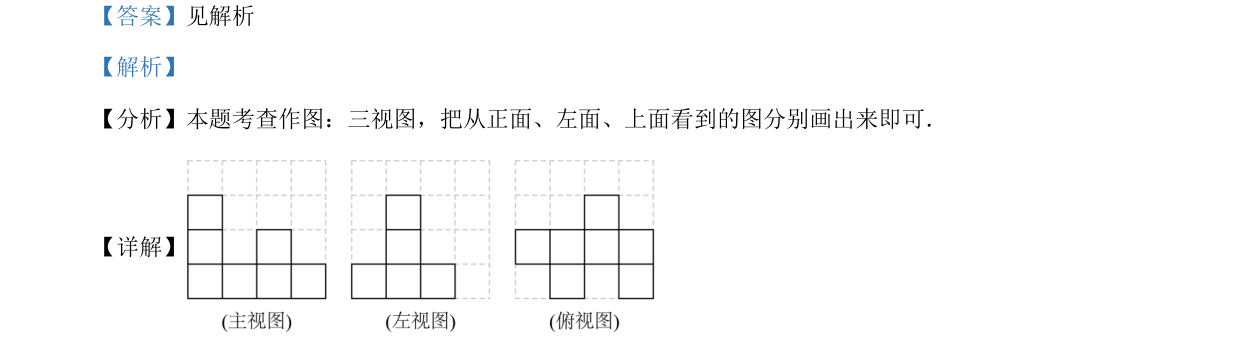 【答案】见解析
【解析】
【分析】本题考查作图：三视图，把从正面、左面、上面看到的图分别画出来即可．
【详解】
(主视图) (左视图) (俯视图)